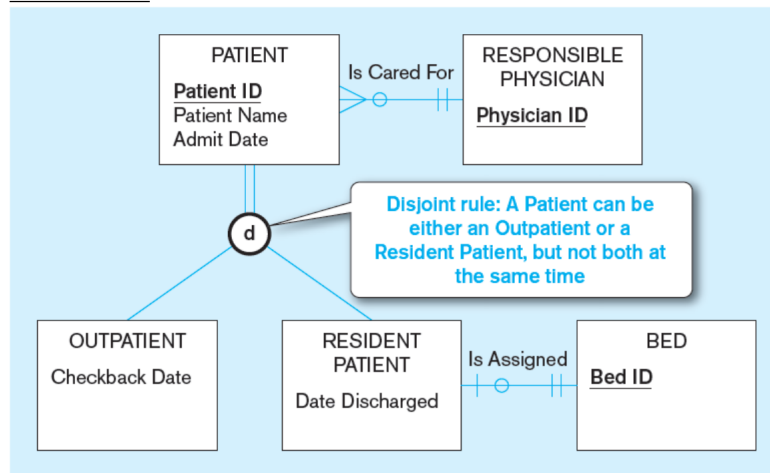 PATIENT
Patient ID
Patient Name
Admit Date
Is Cared For
RESPONSIBLE
PHYSICIAN
Physician ID
d
Disjoint rule: A Patient can be
either an Outpatient or a
Resident Patient, but not both at
the same time
OUTPATIENT
Checkback Date
RESIDENT
PATIENT
Date Discharged
Is Assigned
BED
Bed ID